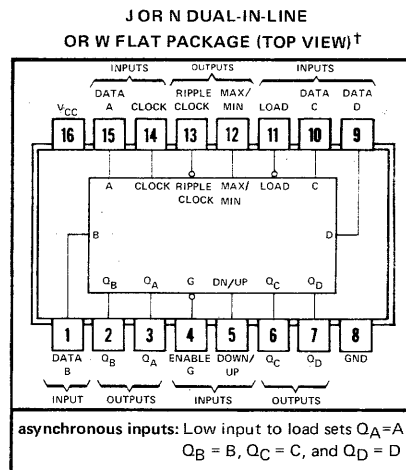 J OR N DUAL-IN-LINE
OR W FLAT PACKAGE (TOP VIEW)†
INPUTS OUTPUTS INPUTS
DATA RIPPLE MAX/ DATA DATA
VCC A CLOCK CLOCK MIN LOAD C D
16 15 14 13 12 11 10 9
A CLOCK RIPPLE MAX/ LOAD C
CLOCK MIN
B D
QB QA G DN/UP QC QD
1 2 3 4 5 6 7 8
DATA QB QA ENABLE DOWN/ QC QD GND
B G UP
INPUT OUTPUTS INPUTS OUTPUTS
asynchronous inputs: Low input to load sets QA=A
QB = B, QC = C, and QD = D